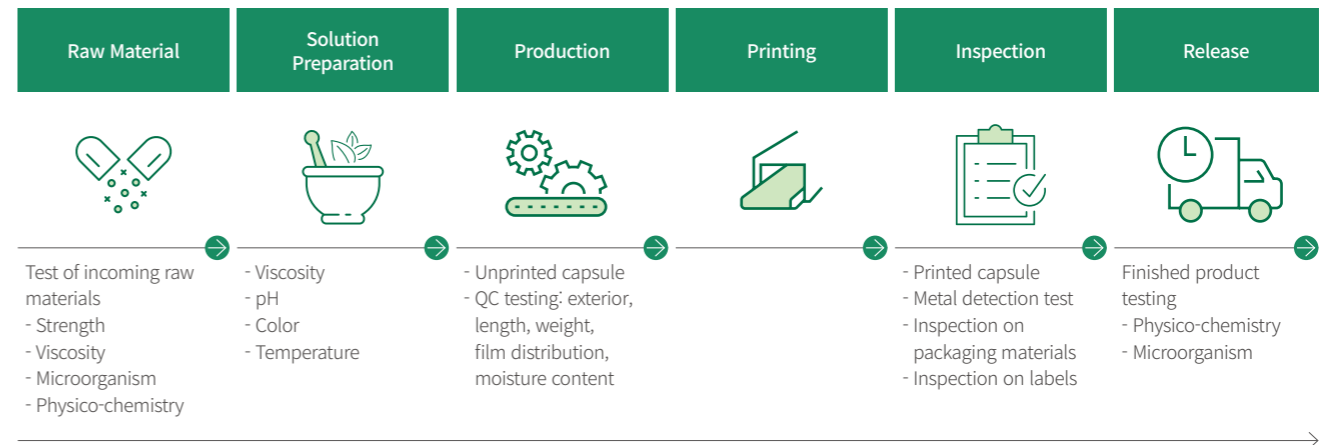 Raw Material
Solution
Preparation
Production
Printing
Inspection
Release
Test of incoming raw
materials
- Strength
- Viscosity
- Microorganism
- Physico-chemistry
- Viscosity
- pH
- Color
- Temperature
- Unprinted capsule
- QC testing: exterior,
length, weight,
film distribution,
moisture content
- Printed capsule
- Metal detection test
- Inspection on
packaging materials
- Inspection on labels
Finished product
testing
- Physico-chemistry
- Microorganism